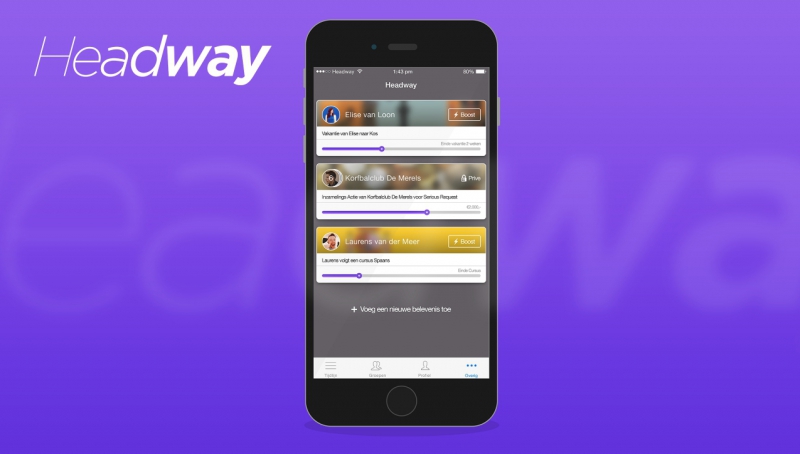 Headway
Headway 1:43 pm 80%
Headway
Elise van Loon Boost
Vakantie van Elise naar Kos
Einde vakantie 2 weken
Korfbalclub De Merels Prive
Inzamelings Actie van Korfbalclub De Merels voor Serious Request
€5.000,-
Laurens van der Meer Boost
Laurens volgt een cursus Spaans
Einde Cursus
+ Voeg een nieuwe belevenis toe
Tijdlijn Groepen Profiel Overig